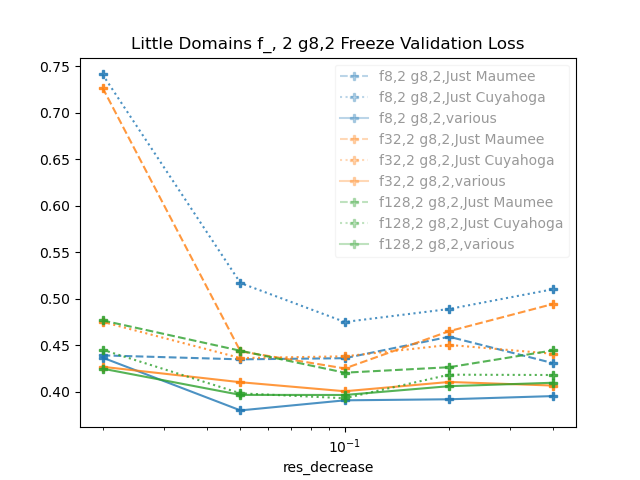 Little Domains f_, 2 g8,2 Freeze Validation Loss
0.75
0.70
0.65
0.60
0.55
0.50
0.45
0.40
f8,2 g8,2,Just Maumee
f8,2 g8,2,Just Cuyahoga
f8,2 g8,2,various
f32,2 g8,2,Just Maumee
f32,2 g8,2,Just Cuyahoga
f32,2 g8,2,various
f128,2 g8,2,Just Maumee
f128,2 g8,2,Just Cuyahoga
f128,2 g8,2,various
10⁻¹
res_decrease